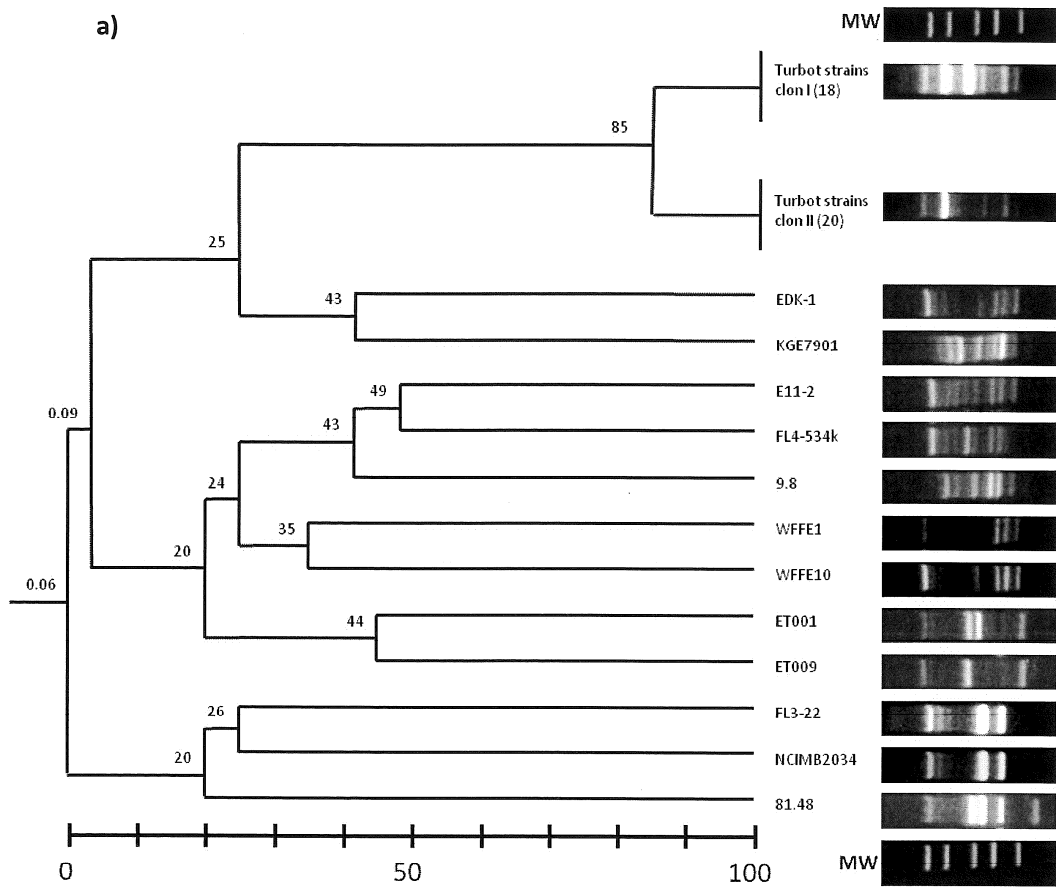 a)
MW
Turbot strains
clon I (18)
85
Turbot strains
clon II (20)
25
43
EDK-1
KGE7901
49
E11-2
0.09
43
FL4-534k
24
9.8
35
WFFE1
20
WFFE10
0.06
44
ET001
ET009
26
FL3-22
20
NCIMB2034
81.48
MW
0
50
100